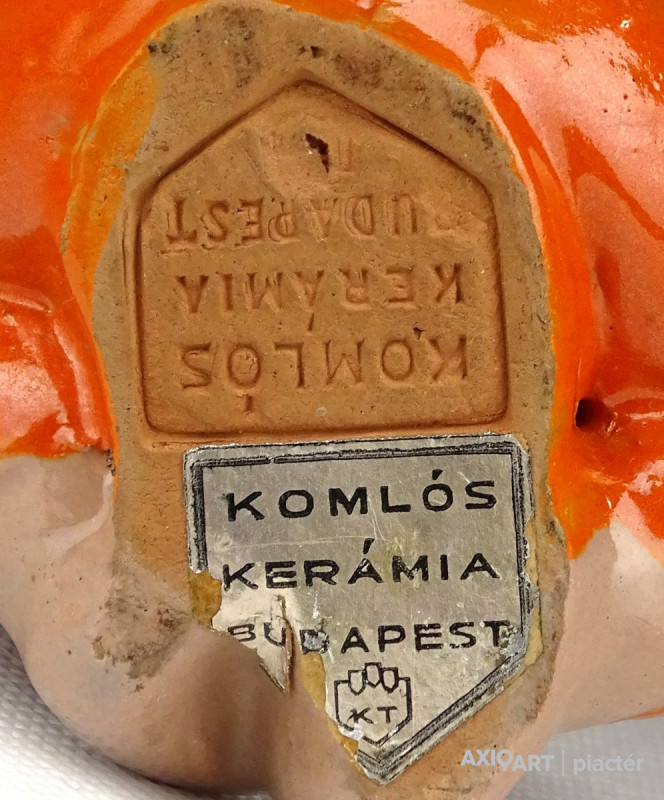 KOMLÓS
KERÁMIA
BUDAPEST
KOMLÓS
KERÁMIA
BUDAPEST
KT
AXIOART | piactér